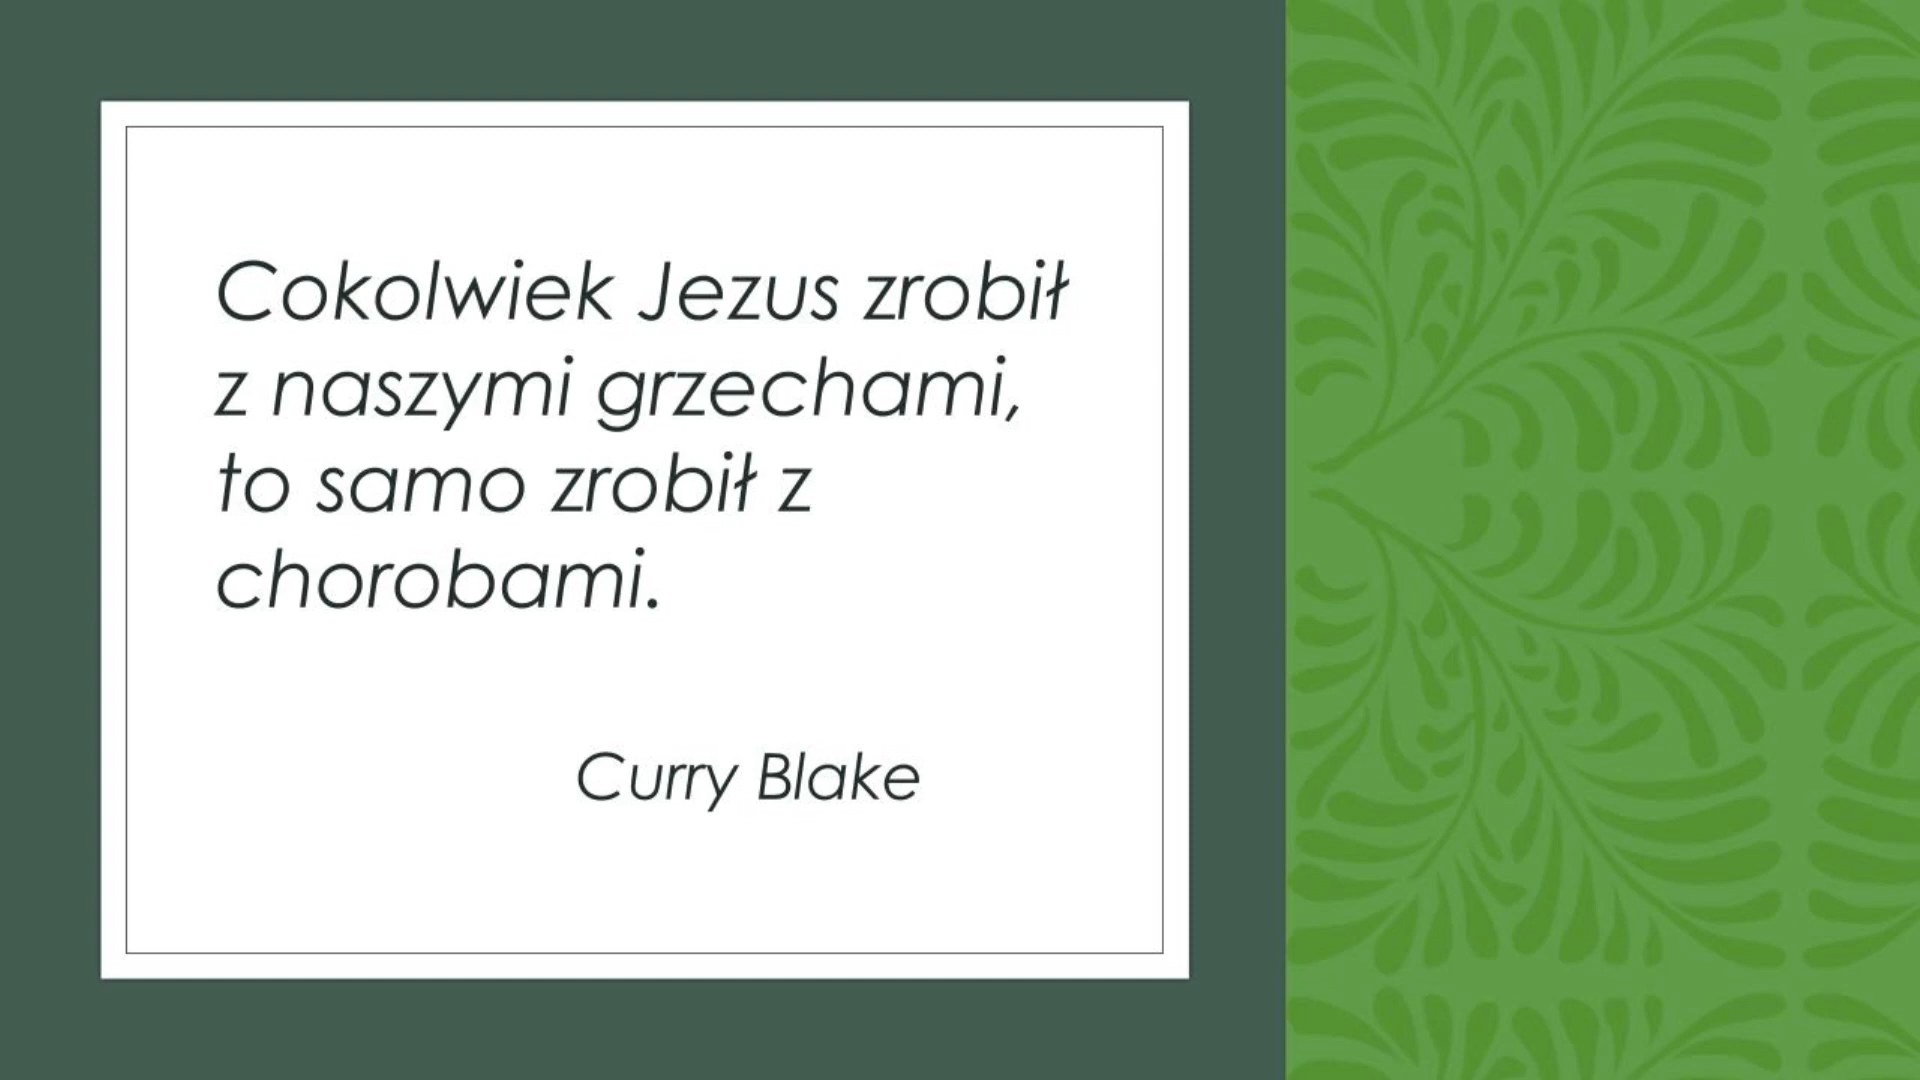 Cokolwiek Jezus zrobił
z naszymi grzechami,
to samo zrobił z
chorobami.
Curry Blake